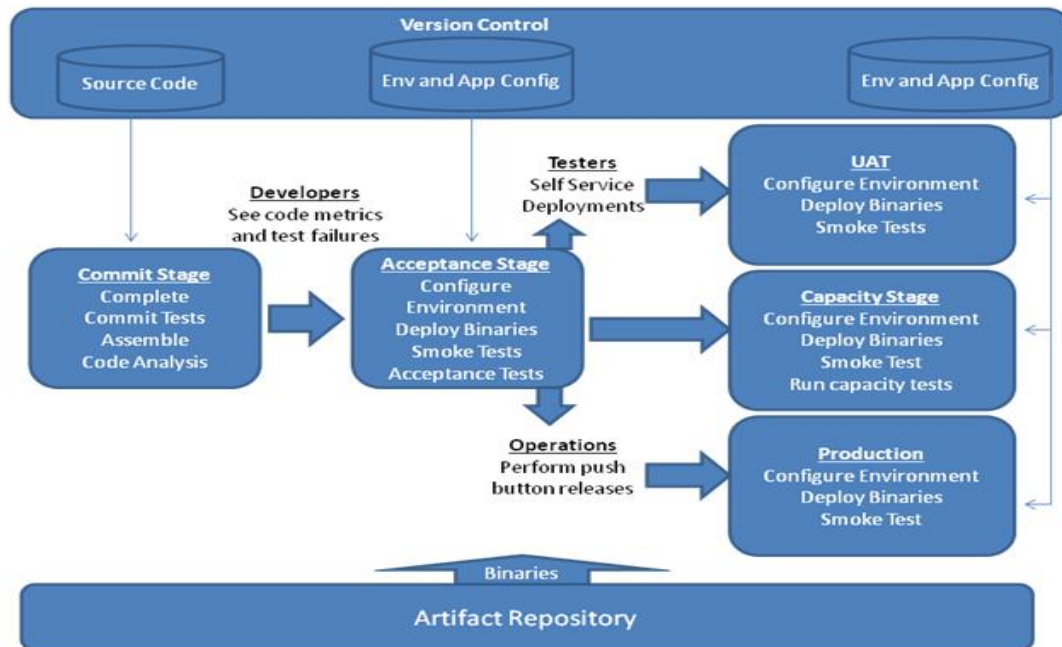 Version Control
Source Code
Env and App Config
Env and App Config
Developers
See code metrics
and test failures
Testers
Self Service
Deployments
UAT
Configure Environment
Deploy Binaries
Smoke Tests
Commit Stage
Complete
Commit Tests
Assemble
Code Analysis
Acceptance Stage
Configure
Environment
Deploy Binaries
Smoke Tests
Acceptance Tests
Capacity Stage
Configure Environment
Deploy Binaries
Smoke Test
Run capacity tests
Operations
Perform push
button releases
Production
Configure Environment
Deploy Binaries
Smoke Test
Binaries
Artifact Repository